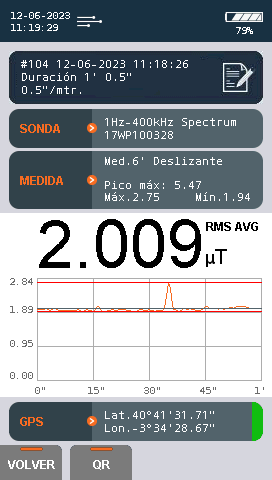 12-06-2023
11:19:29
79%
#104 12-06-2023 11:18:26
Duración 1' 0.5"
0.5"/mtr.
SONDA
1Hz-400kHz Spectrum
17WP100328
MEDIDA
Med.6' Deslizante
Pico máx: 5.47
Máx.2.75 Mín.1.94
2.009 RMS AVG
µT
2.84
1.89
0.95
0.00
0" 15" 30" 45" 1'
GPS
Lat.40°41'31.71"
Lon.-3°34'28.67"
VOLVER QR